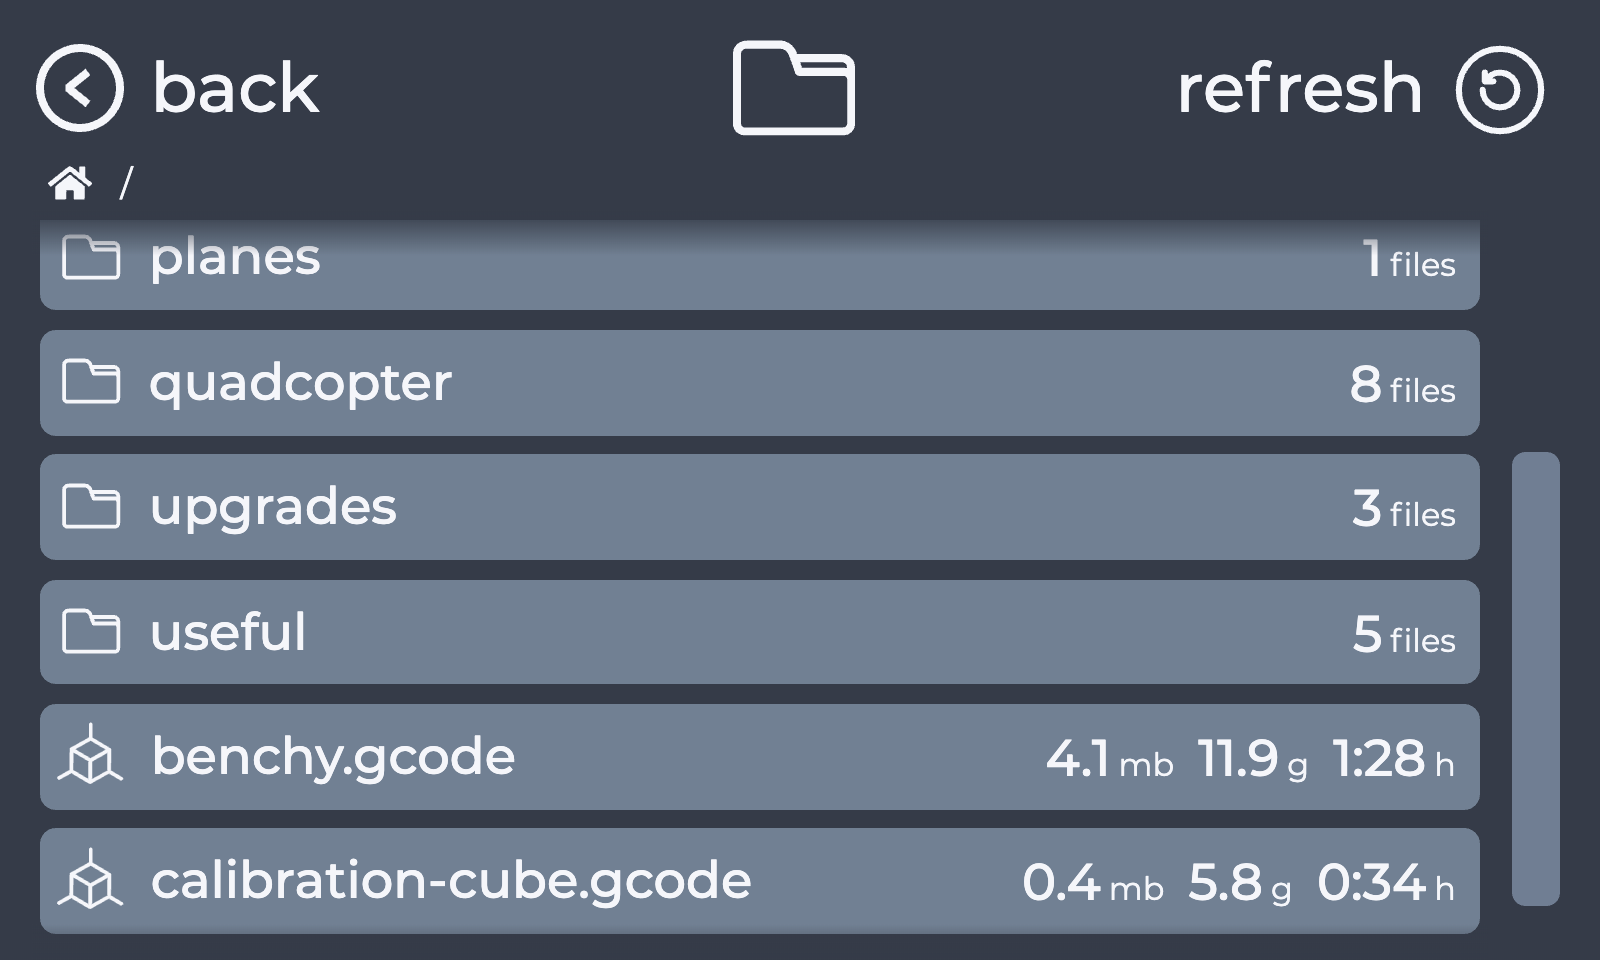 back
refresh
/
planes 1 files
quadcopter 8 files
upgrades 3 files
useful 5 files
benchy.gcode 4.1 mb 11.9 g 1:28 h
calibration-cube.gcode 0.4 mb 5.8 g 0:34 h